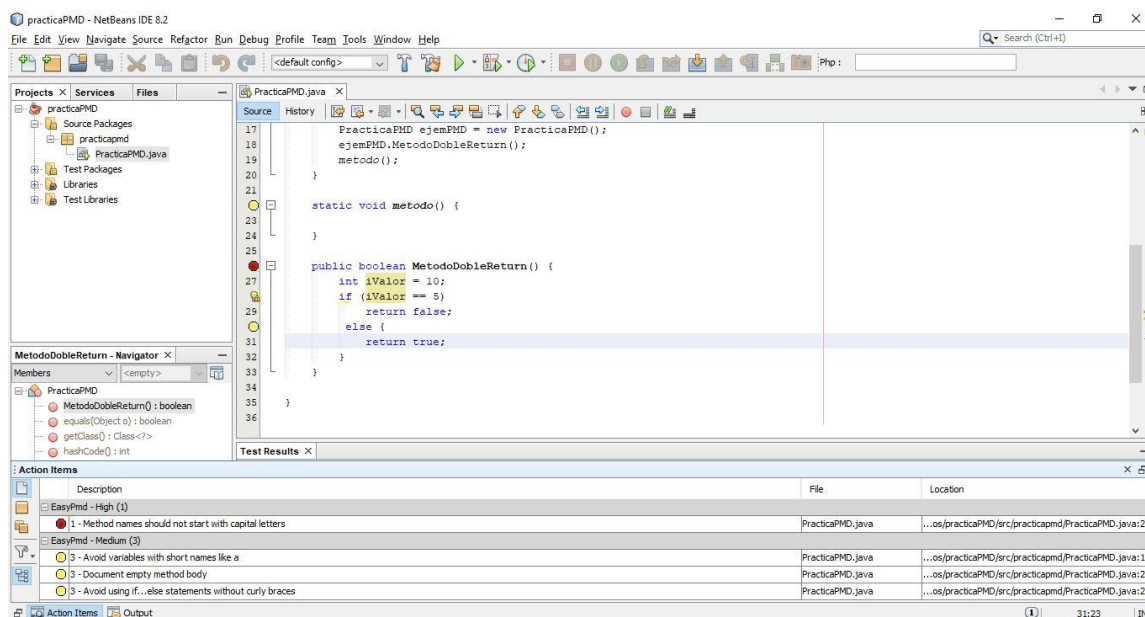 practicaPMD - NetBeans IDE 8.2
File Edit View Navigate Source Refactor Run Debug Profile Team Tools Window Help
Search (Ctrl+I)
<default config>
Php :
Projects Services Files
PracticaPMD.java
practicaPMD
Source Packages
practicapmd
PracticaPMD.java
Test Packages
Libraries
Test Libraries
Source History
17 PracticaPMD ejemPMD = new PracticaPMD();
18 ejemPMD.MetodoDobleReturn();
19 metodo();
20 }
21
static void metodo() {
23
24 }
25
public boolean MetodoDobleReturn() {
27 int iValor = 10;
if (iValor == 5)
29 return false;
else {
31 return true;
32 }
33 }
34
35 }
36
MetodoDobleReturn - Navigator
Members <empty>
PracticaPMD
MetodoDobleReturn() : boolean
equals(Object o) : boolean
getClass() : Class<?>
hashCode() : int
Test Results
Action Items
Description File Location
EasyPmd - High (1)
1 - Method names should not start with capital letters PracticaPMD.java ...os/practicaPMD/src/practicapmd/PracticaPMD.java:2
EasyPmd - Medium (3)
3 - Avoid variables with short names like a PracticaPMD.java ...os/practicaPMD/src/practicapmd/PracticaPMD.java:1
3 - Document empty method body PracticaPMD.java ...os/practicaPMD/src/practicapmd/PracticaPMD.java:2
3 - Avoid using if...else statements without curly braces PracticaPMD.java ...os/practicaPMD/src/practicapmd/PracticaPMD.java:2
Action Items Output
1 31:23 IN